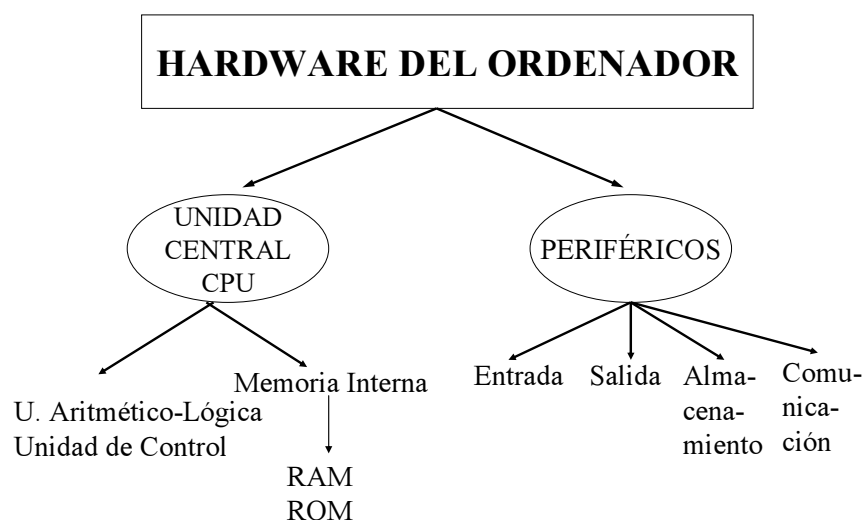 HARDWARE DEL ORDENADOR
UNIDAD
CENTRAL
CPU
PERIFÉRICOS
U. Aritmético-Lógica
Unidad de Control
Memoria Interna
RAM
ROM
Entrada
Salida
Alma-
cena-
miento
Comu-
nica-
ción